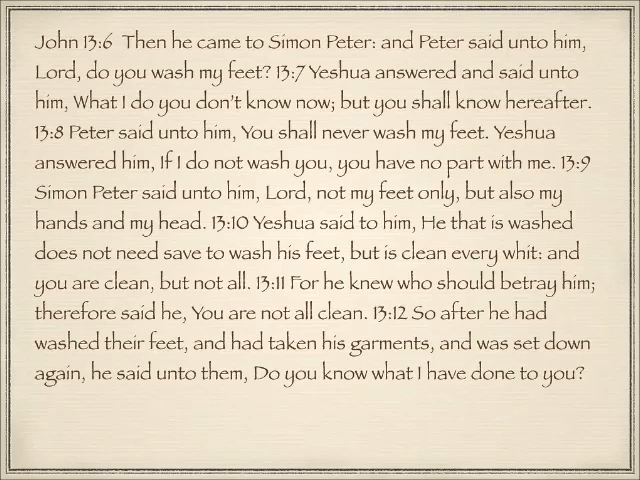 John 13:6  Then he came to Simon Peter: and Peter said unto him,
Lord, do you wash my feet? 13:7 Yeshua answered and said unto
him, What I do you don't know now; but you shall know hereafter.
13:8 Peter said unto him, You shall never wash my feet. Yeshua
answered him, If I do not wash you, you have no part with me. 13:9
Simon Peter said unto him, Lord, not my feet only, but also my
hands and my head. 13:10 Yeshua said to him, He that is washed
does not need save to wash his feet, but is clean every whit: and
you are clean, but not all. 13:11 For he knew who should betray him;
therefore said he, You are not all clean. 13:12 So after he had
washed their feet, and had taken his garments, and was set down
again, he said unto them, Do you know what I have done to you?